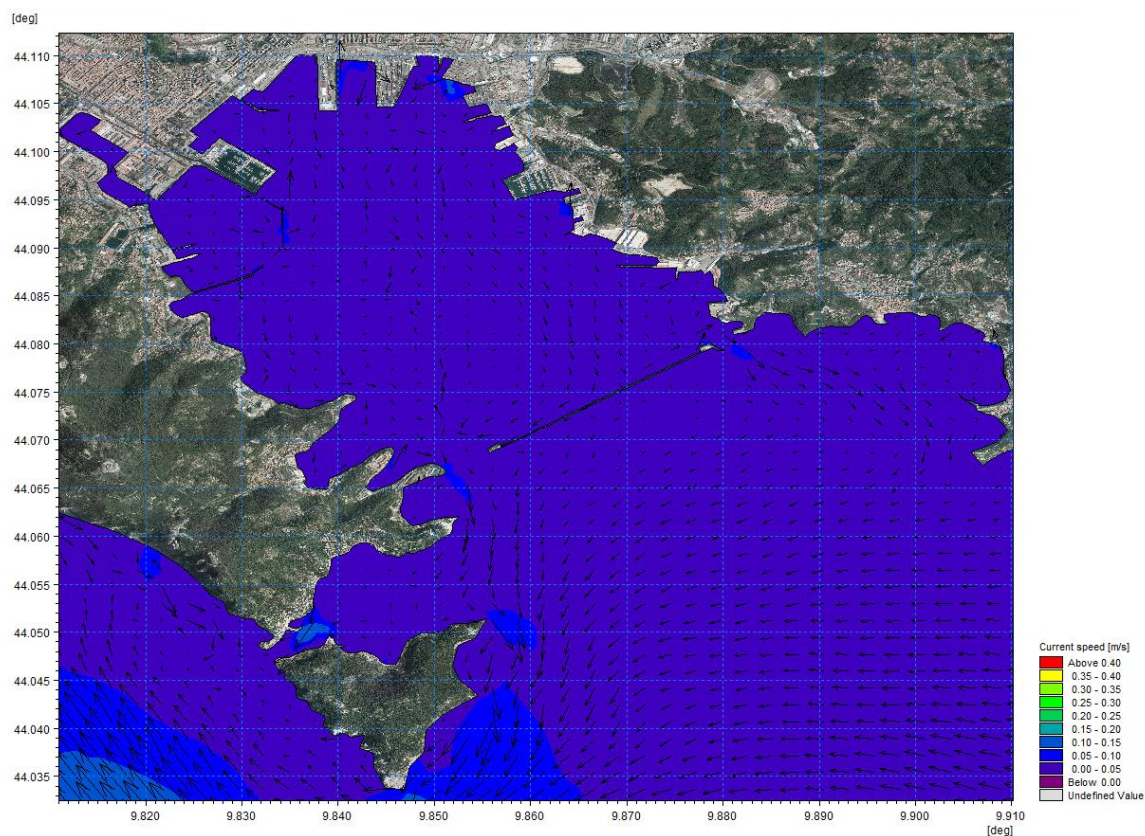 [deg]
44.110
44.105
44.100
44.095
44.090
44.085
44.080
44.075
44.070
44.065
44.060
44.055
44.050
44.045
44.040
44.035
9.820 9.830 9.840 9.850 9.860 9.870 9.880 9.890 9.900 9.910
[deg]
Current speed [m/s]
Above 0.40
0.35 - 0.40
0.30 - 0.35
0.25 - 0.30
0.20 - 0.25
0.15 - 0.20
0.10 - 0.15
0.05 - 0.10
0.00 - 0.05
Below 0.00
Undefined Value